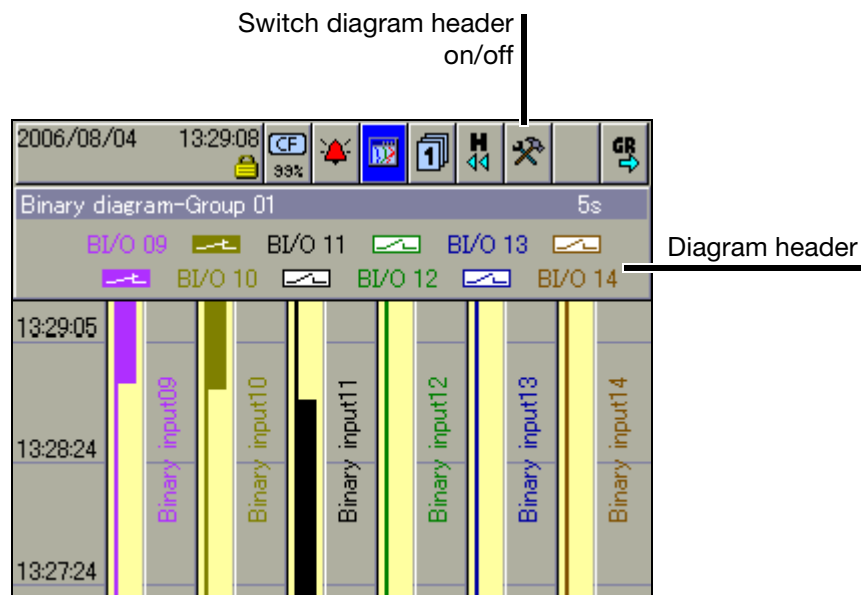 Switch diagram header
on/off
2006/08/04 13:29:08
CF
99%
1
H
GR
Binary diagram-Group 01 5s
BI/O 09 BI/O 11 BI/O 13
BI/O 10 BI/O 12 BI/O 14
Diagram header
13:29:05
13:28:24
13:27:24
Binary input09
Binary input10
Binary input11
Binary input12
Binary input13
Binary input14